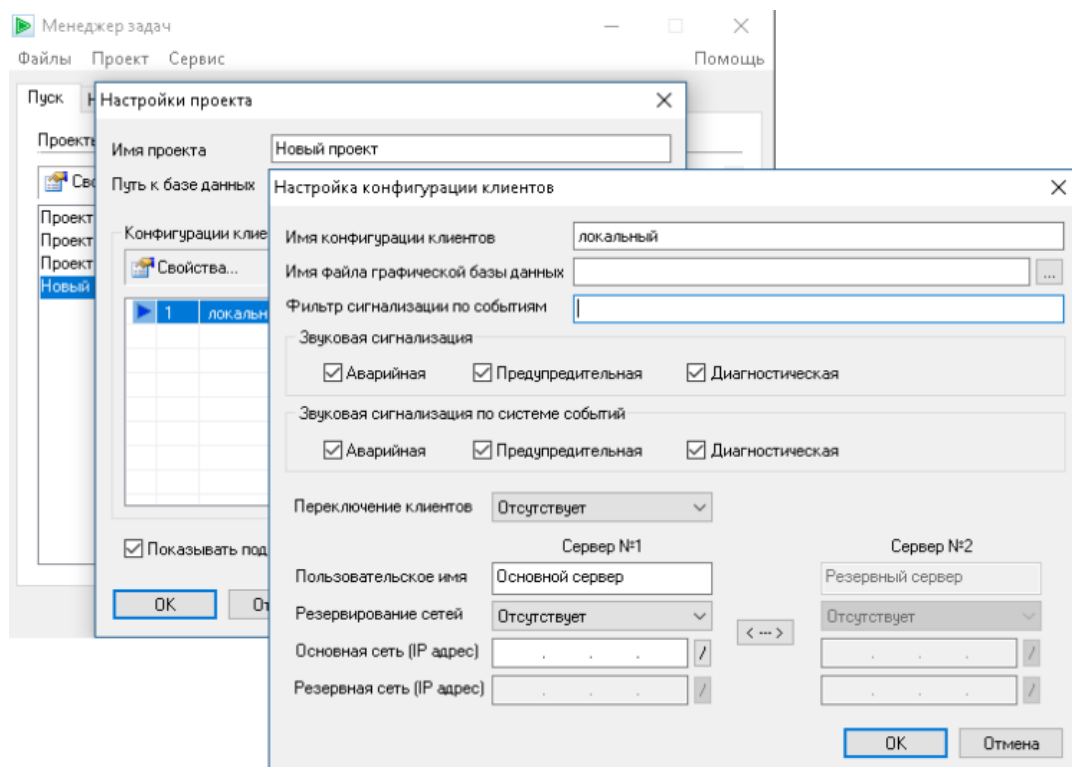 Менеджер задач
Файлы Проект Сервис Помощь
Пуск
Настройки проекта
Имя проекта Новый проект
Путь к базе данных
Проект
Проект
Проект
Новый
Конфигурации
Свойства...
1
Показывать
OK
Настройка конфигурации клиентов
Имя конфигурации клиентов локальный
Имя файла графической базы данных ...
Фильтр сигнализации по событиям
Звуковая сигнализация
Аварийная Предупредительная Диагностическая
Звуковая сигнализация по системе событий
Аварийная Предупредительная Диагностическая
Переключение клиентов Отсутствует
Сервер №1 Сервер №2
Пользовательское имя Основной сервер Резервный сервер
Резервирование сетей Отсутствует < --- > Отсутствует
Основная сеть (IP адрес) . . . / . . . /
Резервная сеть (IP адрес) . . . / . . . /
OK Отмена